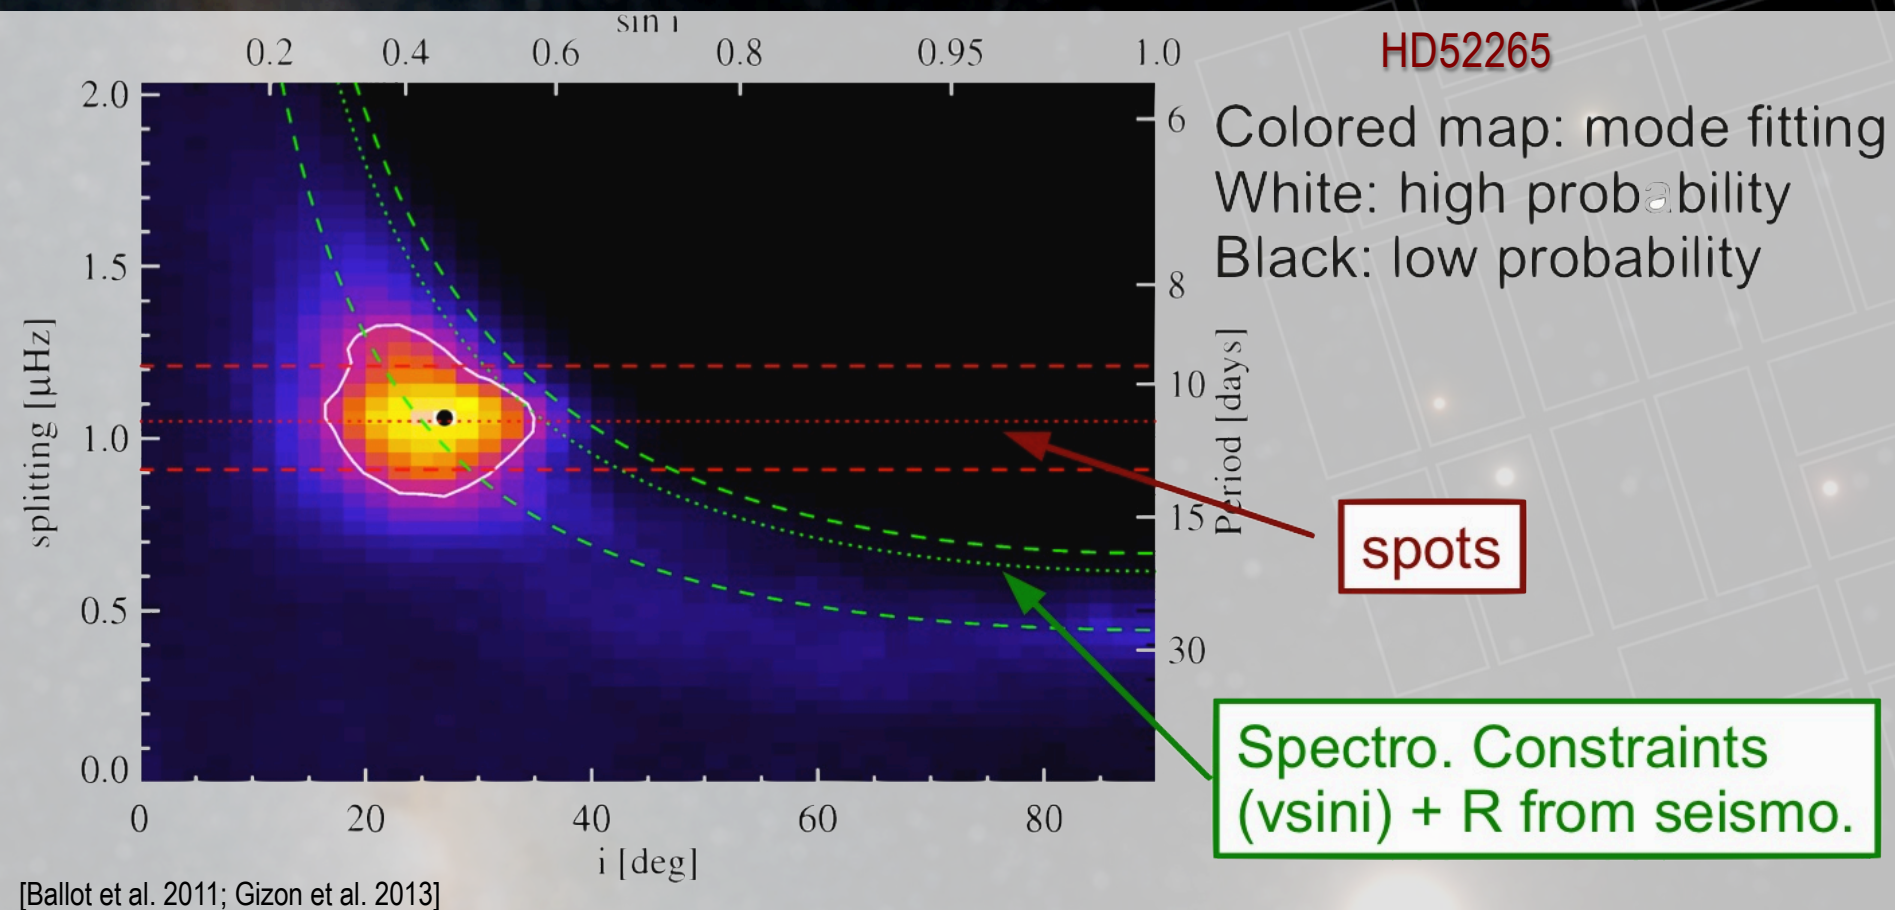 sin i
0.2 0.4 0.6 0.8 0.95 1.0
HD52265
2.0
1.5
1.0
0.5
0.0
splitting [μHz]
0 20 40 60 80
i [deg]
6
8
10
15
30
Period [days]
Colored map: mode fitting
White: high probability
Black: low probability
spots
Spectro. Constraints
(vsini) + R from seismo.
[Ballot et al. 2011; Gizon et al. 2013]